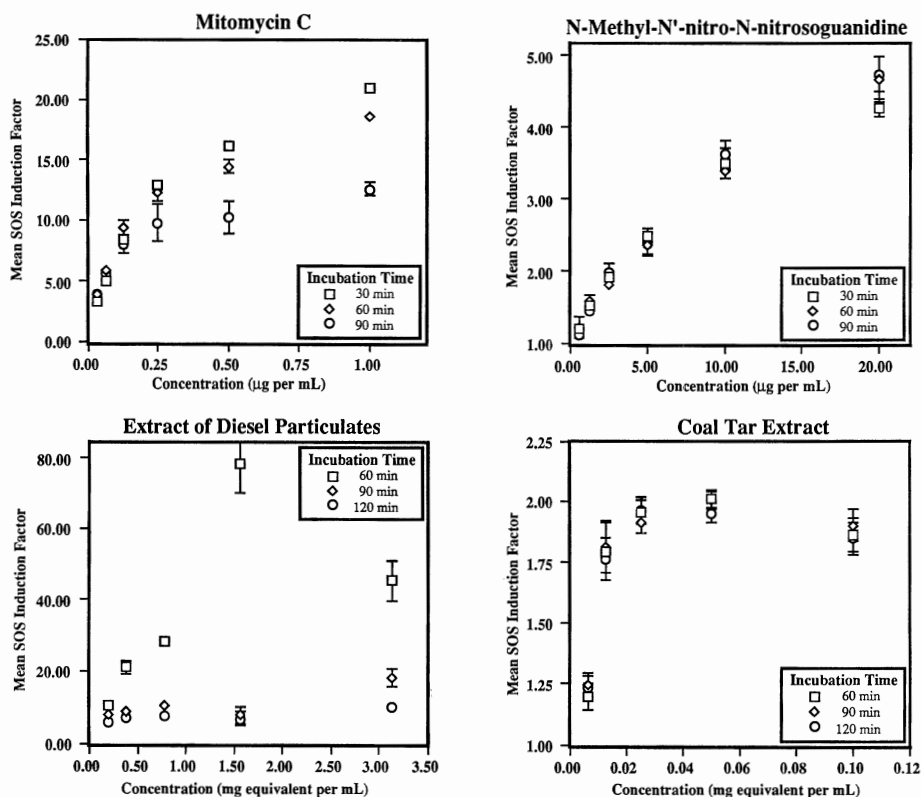 Mitomycin C
25.00
20.00
15.00
10.00
5.00
0.00
Mean SOS Induction Factor
0.00 0.25 0.50 0.75 1.00
Concentration (µg per mL)
Incubation Time
30 min
60 min
90 min
N-Methyl-N'-nitro-N-nitrosoguanidine
5.00
4.00
3.00
2.00
1.00
Mean SOS Induction Factor
0.00 5.00 10.00 15.00 20.00
Concentration (µg per mL)
Incubation Time
30 min
60 min
90 min
Extract of Diesel Particulates
80.00
60.00
40.00
20.00
0.00
Mean SOS Induction Factor
0.00 0.50 1.00 1.50 2.00 2.50 3.00 3.50
Concentration (mg equivalent per mL)
Incubation Time
60 min
90 min
120 min
Coal Tar Extract
2.25
2.00
1.75
1.50
1.25
1.00
Mean SOS Induction Factor
0.00 0.02 0.04 0.06 0.08 0.10 0.12
Concentration (mg equivalent per mL)
Incubation Time
60 min
90 min
120 min